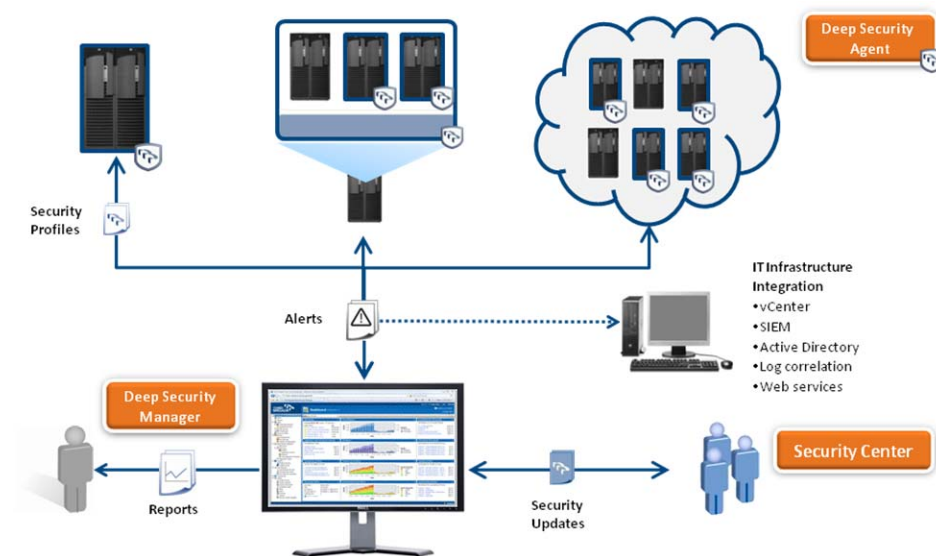 Deep Security
Agent
Security
Profiles
IT Infrastructure
Integration
•vCenter
•SIEM
•Active Directory
•Log correlation
•Web services
Alerts
Deep Security
Manager
Security Center
Reports
Security
Updates